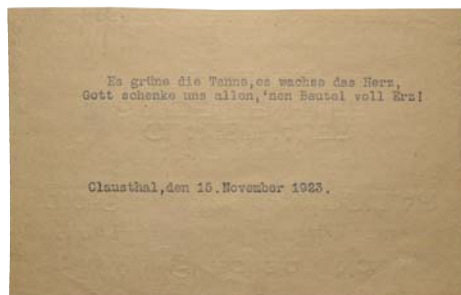 Es grüne die Tanne,es wachse das Herz,
Gott schenke uns allen,'nen Beutel voll Erz!
Clausthal,den 15.November 1923.